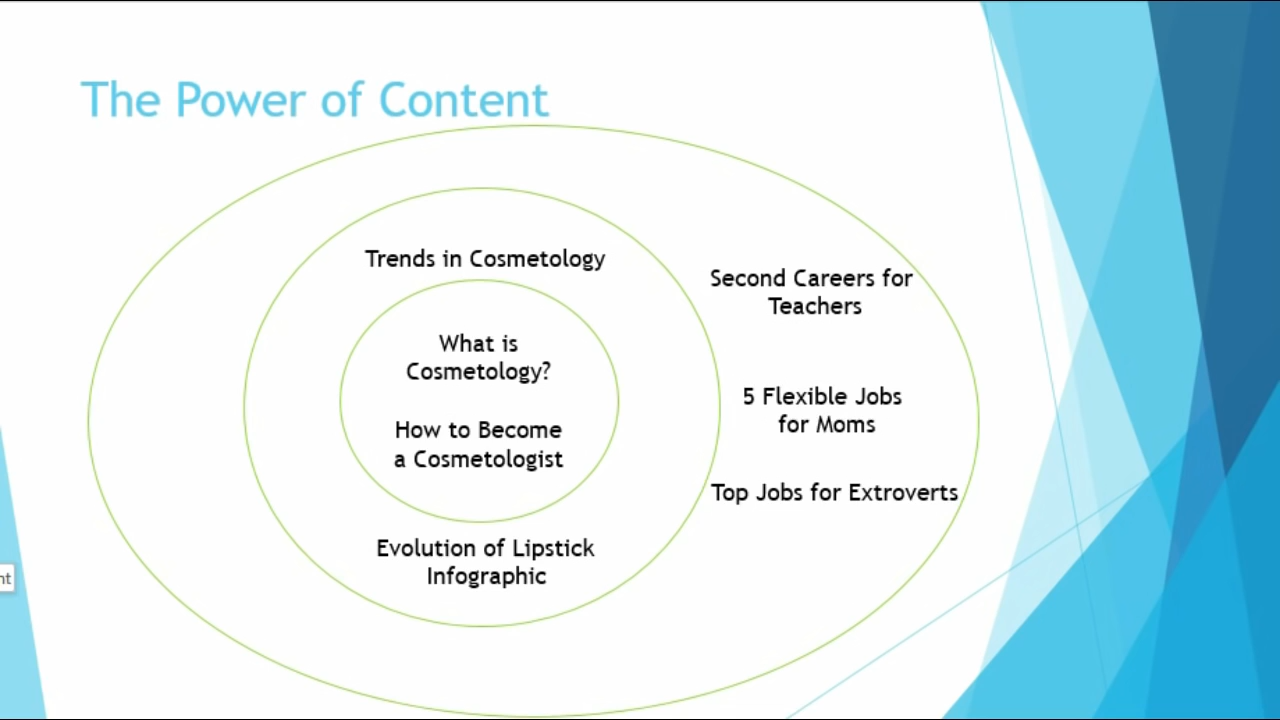 The Power of Content
Trends in Cosmetology
What is
Cosmetology?
How to Become
a Cosmetologist
Evolution of Lipstick
Infographic
Second Careers for
Teachers
5 Flexible Jobs
for Moms
Top Jobs for Extroverts
nt